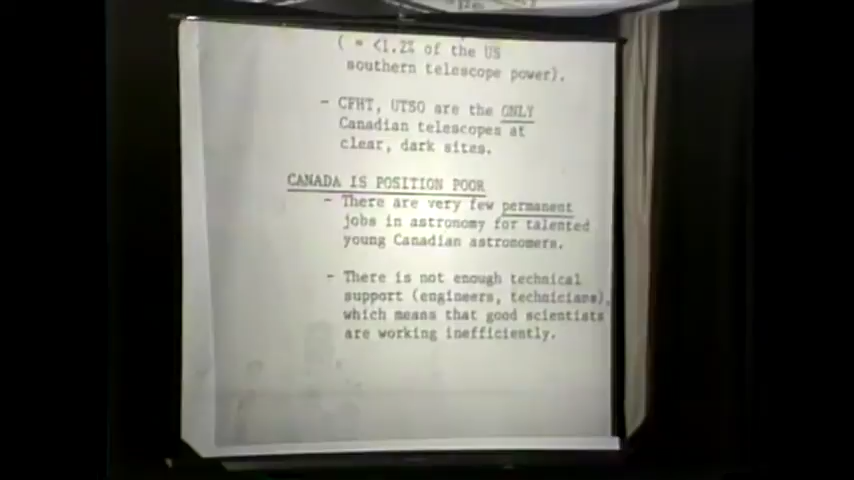 ( = <1.2% of the US
southern telescope power).
- CFHT, UTSO are the ONLY
Canadian telescopes at
clear, dark sites.
CANADA IS POSITION POOR
- There are very few permanent
jobs in astronomy for talented
young Canadian astronomers.
- There is not enough technical
support (engineers, technicians),
which means that good scientists
are working inefficiently.